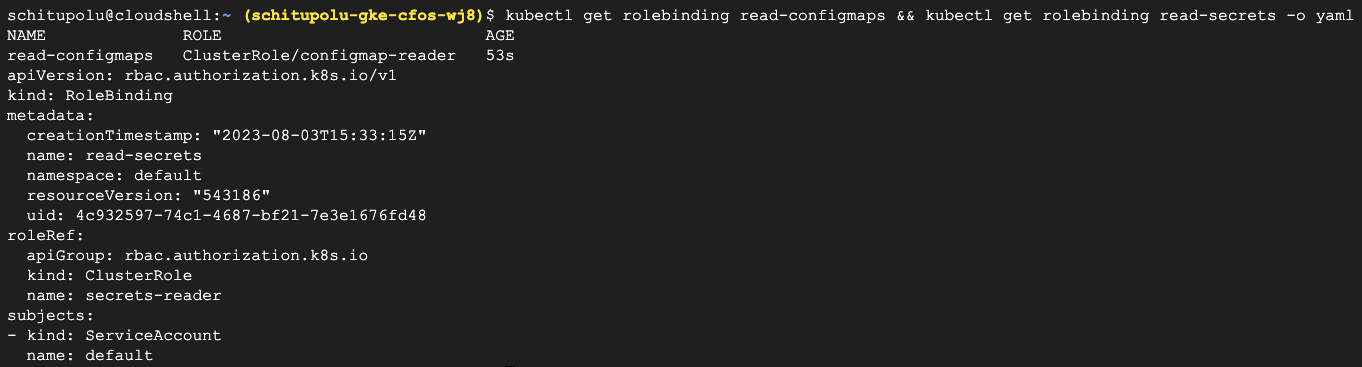 schitupolu@cloudshell:~ (schitupolu-gke-cfos-wj8)$ kubectl get rolebinding read-configmaps && kubectl get rolebinding read-secrets -o yaml
NAME              ROLE                            AGE
read-configmaps   ClusterRole/configmap-reader   53s
apiVersion: rbac.authorization.k8s.io/v1
kind: RoleBinding
metadata:
  creationTimestamp: "2023-08-03T15:33:15Z"
  name: read-secrets
  namespace: default
  resourceVersion: "543186"
  uid: 4c932597-74c1-4687-bf21-7e3e1676fd48
roleRef:
  apiGroup: rbac.authorization.k8s.io
  kind: ClusterRole
  name: secrets-reader
subjects:
- kind: ServiceAccount
  name: default